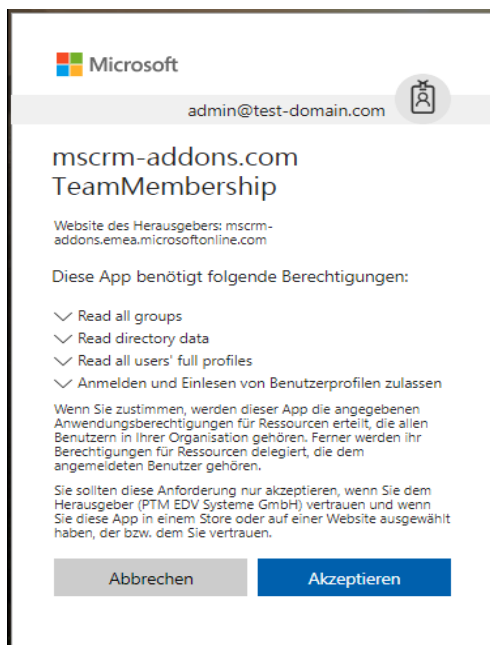 Microsoft
admin@test-domain.com
mscrm-addons.com
TeamMembership
Website des Herausgebers: mscrm-
addons.emea.microsoftonline.com
Diese App benötigt folgende Berechtigungen:
Read all groups
Read directory data
Read all users' full profiles
Anmelden und Einlesen von Benutzerprofilen zulassen
Wenn Sie zustimmen, werden dieser App die angegebenen
Anwendungsberechtigungen für Ressourcen erteilt, die allen
Benutzern in Ihrer Organisation gehören. Ferner werden ihr
Berechtigungen für Ressourcen delegiert, die dem
angemeldeten Benutzer gehören.
Sie sollten diese Anforderung nur akzeptieren, wenn Sie dem
Herausgeber (PTM EDV Systeme GmbH) vertrauen und wenn
Sie diese App in einem Store oder auf einer Website ausgewählt
haben, der bzw. dem Sie vertrauen.
Abbrechen
Akzeptieren